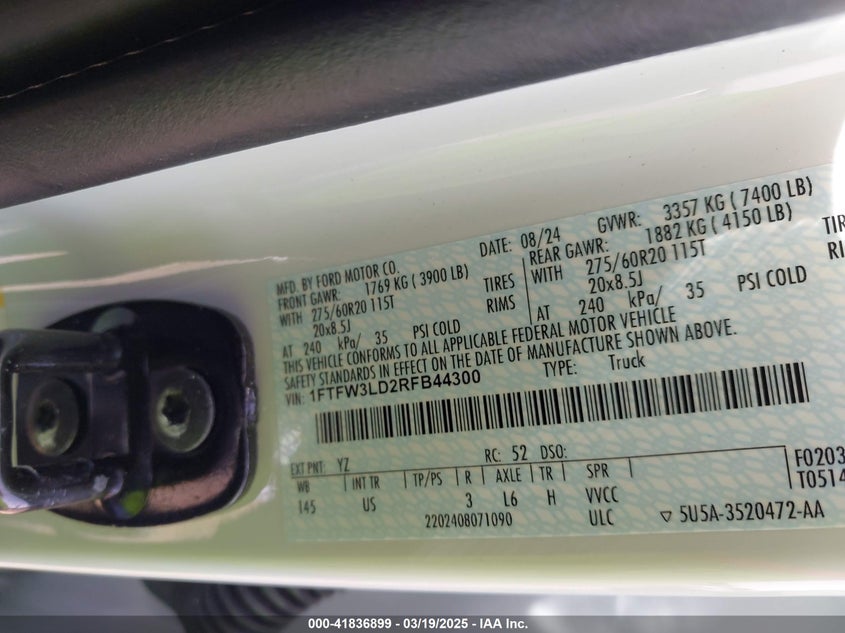 MFD. BY FORD MOTOR CO.
DATE: 08/24 GVWR: 3357 KG ( 7400 LB)
FRONT GAWR: 1769 KG ( 3900 LB) REAR GAWR: 1882 KG ( 4150 LB)
WITH 275/60R20 115T TIRES WITH 275/60R20 115T TIRE
20x8.5J RIMS 20x8.5J RI
AT 240 kPa/ 35 PSI COLD AT 240 kPa/ 35 PSI COLD
THIS VEHICLE CONFORMS TO ALL APPLICABLE FEDERAL MOTOR VEHICLE
SAFETY STANDARDS IN EFFECT ON THE DATE OF MANUFACTURE SHOWN ABOVE.
VIN: 1FTFW3LD2RFB44300 TYPE: Truck
EXT PNT: YZ RC: 52 DSO:
WB INT TR TP/PS R AXLE TR SPR
145 US 3 L6 H VVCC
2202408071090 ULC ▽ 5U5A-3520472-AA
F0203
T0514
000-41836899 • 03/19/2025 • IAA Inc.